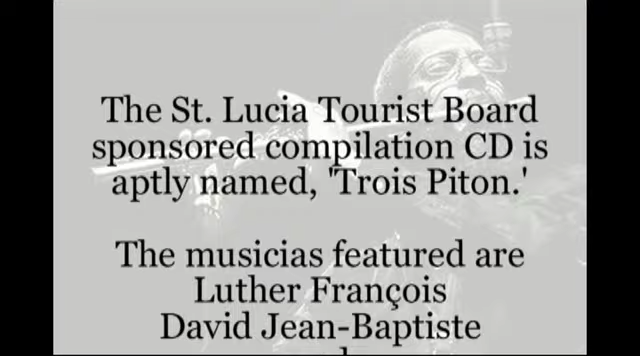 The St. Lucia Tourist Board
sponsored compilation CD is
aptly named, 'Trois Piton.'
The musicias featured are
Luther François
David Jean-Baptiste